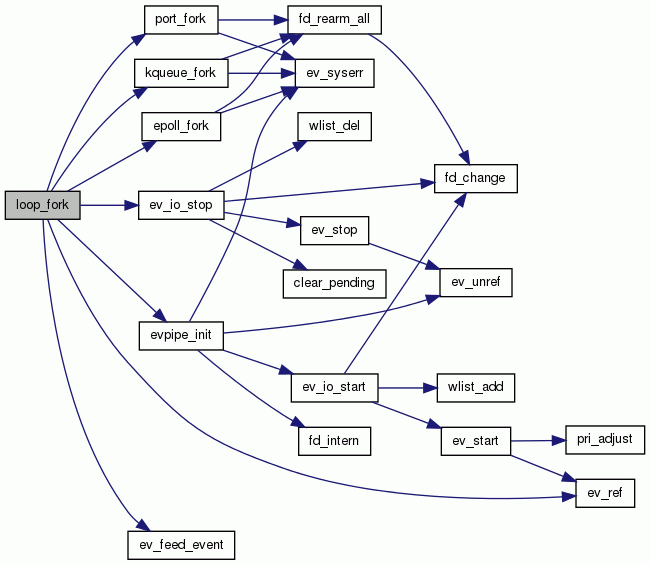 port_fork
fd_rearm_all
kqueue_fork
ev_syserr
epoll_fork
wlist_del
fd_change
loop_fork
ev_io_stop
ev_stop
clear_pending
ev_unref
evpipe_init
ev_io_start
wlist_add
fd_intern
ev_start
pri_adjust
ev_ref
ev_feed_event